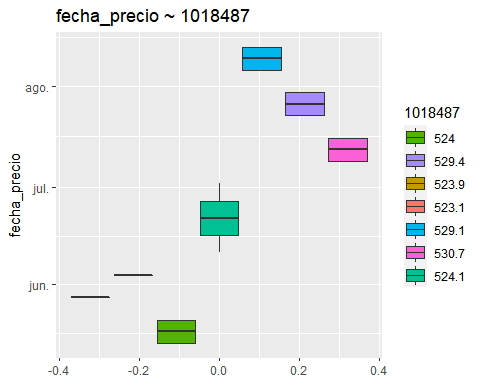 fecha_precio ~ 1018487
ago.
jul.
jun.
fecha_precio
-0.4
-0.2
0.0
0.2
0.4
1018487
524
529.4
523.9
523.1
529.1
530.7
524.1